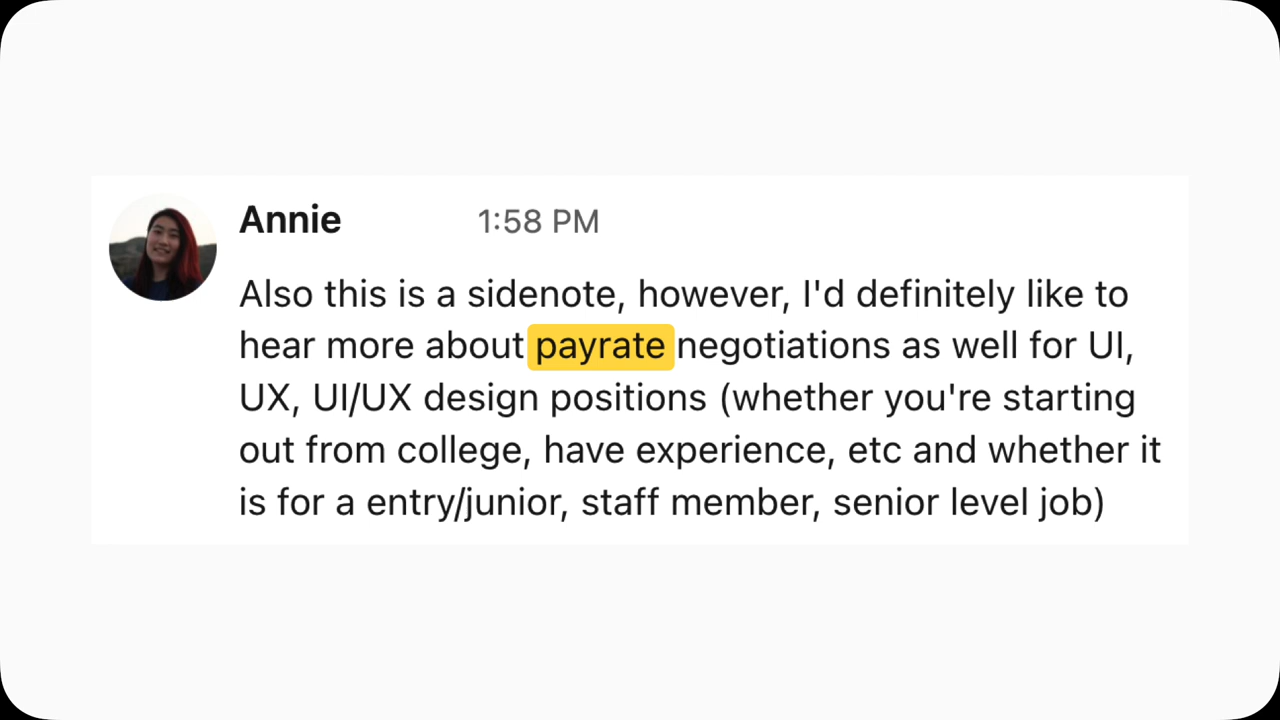 Annie 1:58 PM
Also this is a sidenote, however, I'd definitely like to
hear more about payrate negotiations as well for UI,
UX, UI/UX design positions (whether you're starting
out from college, have experience, etc and whether it
is for a entry/junior, staff member, senior level job)